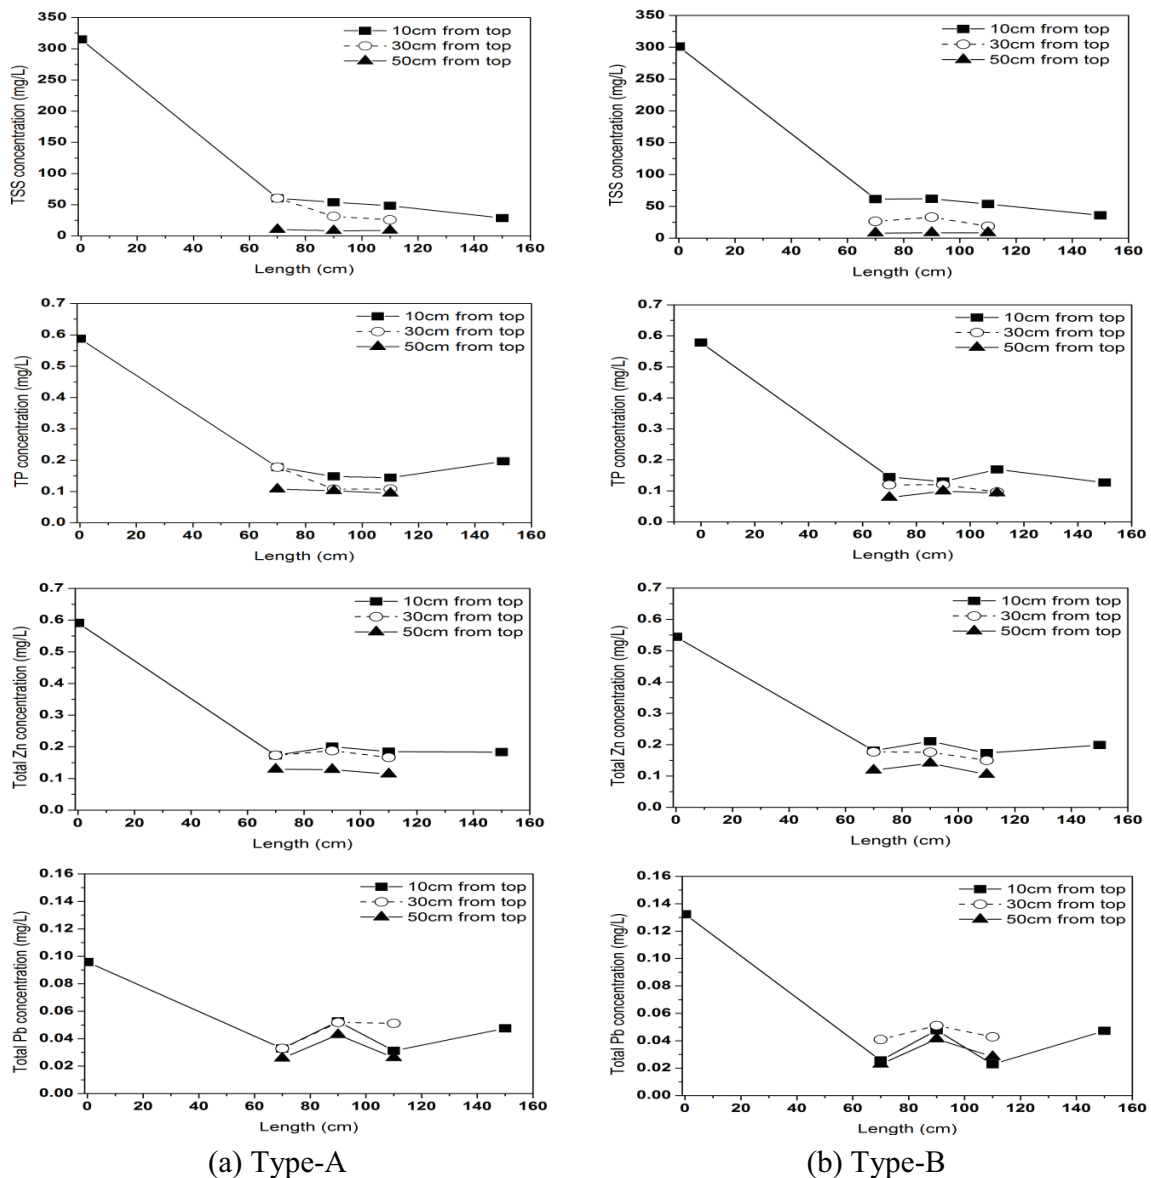 350
300
250
200
150
100
50
0
TSS concentration (mg/L)
10cm from top
30cm from top
50cm from top
0 20 40 60 80 100 120 140 160
Length (cm)
350
300
250
200
150
100
50
0
TSS concentration (mg/L)
10cm from top
30cm from top
50cm from top
0 20 40 60 80 100 120 140 160
Length (cm)
0.7
0.6
0.5
0.4
0.3
0.2
0.1
0.0
TP concentration (mg/L)
10cm from top
30cm from top
50cm from top
0 20 40 60 80 100 120 140 160
Length (cm)
0.7
0.6
0.5
0.4
0.3
0.2
0.1
0.0
TP concentration (mg/L)
10cm from top
30cm from top
50cm from top
0 20 40 60 80 100 120 140 160
Length (cm)
0.7
0.6
0.5
0.4
0.3
0.2
0.1
0.0
Total Zn concentration (mg/L)
10cm from top
30cm from top
50cm from top
0 20 40 60 80 100 120 140 160
Length (cm)
0.7
0.6
0.5
0.4
0.3
0.2
0.1
0.0
Total Zn concentration (mg/L)
10cm from top
30cm from top
50cm from top
0 20 40 60 80 100 120 140 160
Length (cm)
0.16
0.14
0.12
0.10
0.08
0.06
0.04
0.02
0.00
Total Pb concentration (mg/L)
10cm from top
30cm from top
50cm from top
0 20 40 60 80 100 120 140 160
Length (cm)
0.16
0.14
0.12
0.10
0.08
0.06
0.04
0.02
0.00
Total Pb concentration (mg/L)
10cm from top
30cm from top
50cm from top
0 20 40 60 80 100 120 140 160
Length (cm)
(a) Type-A
(b) Type-B